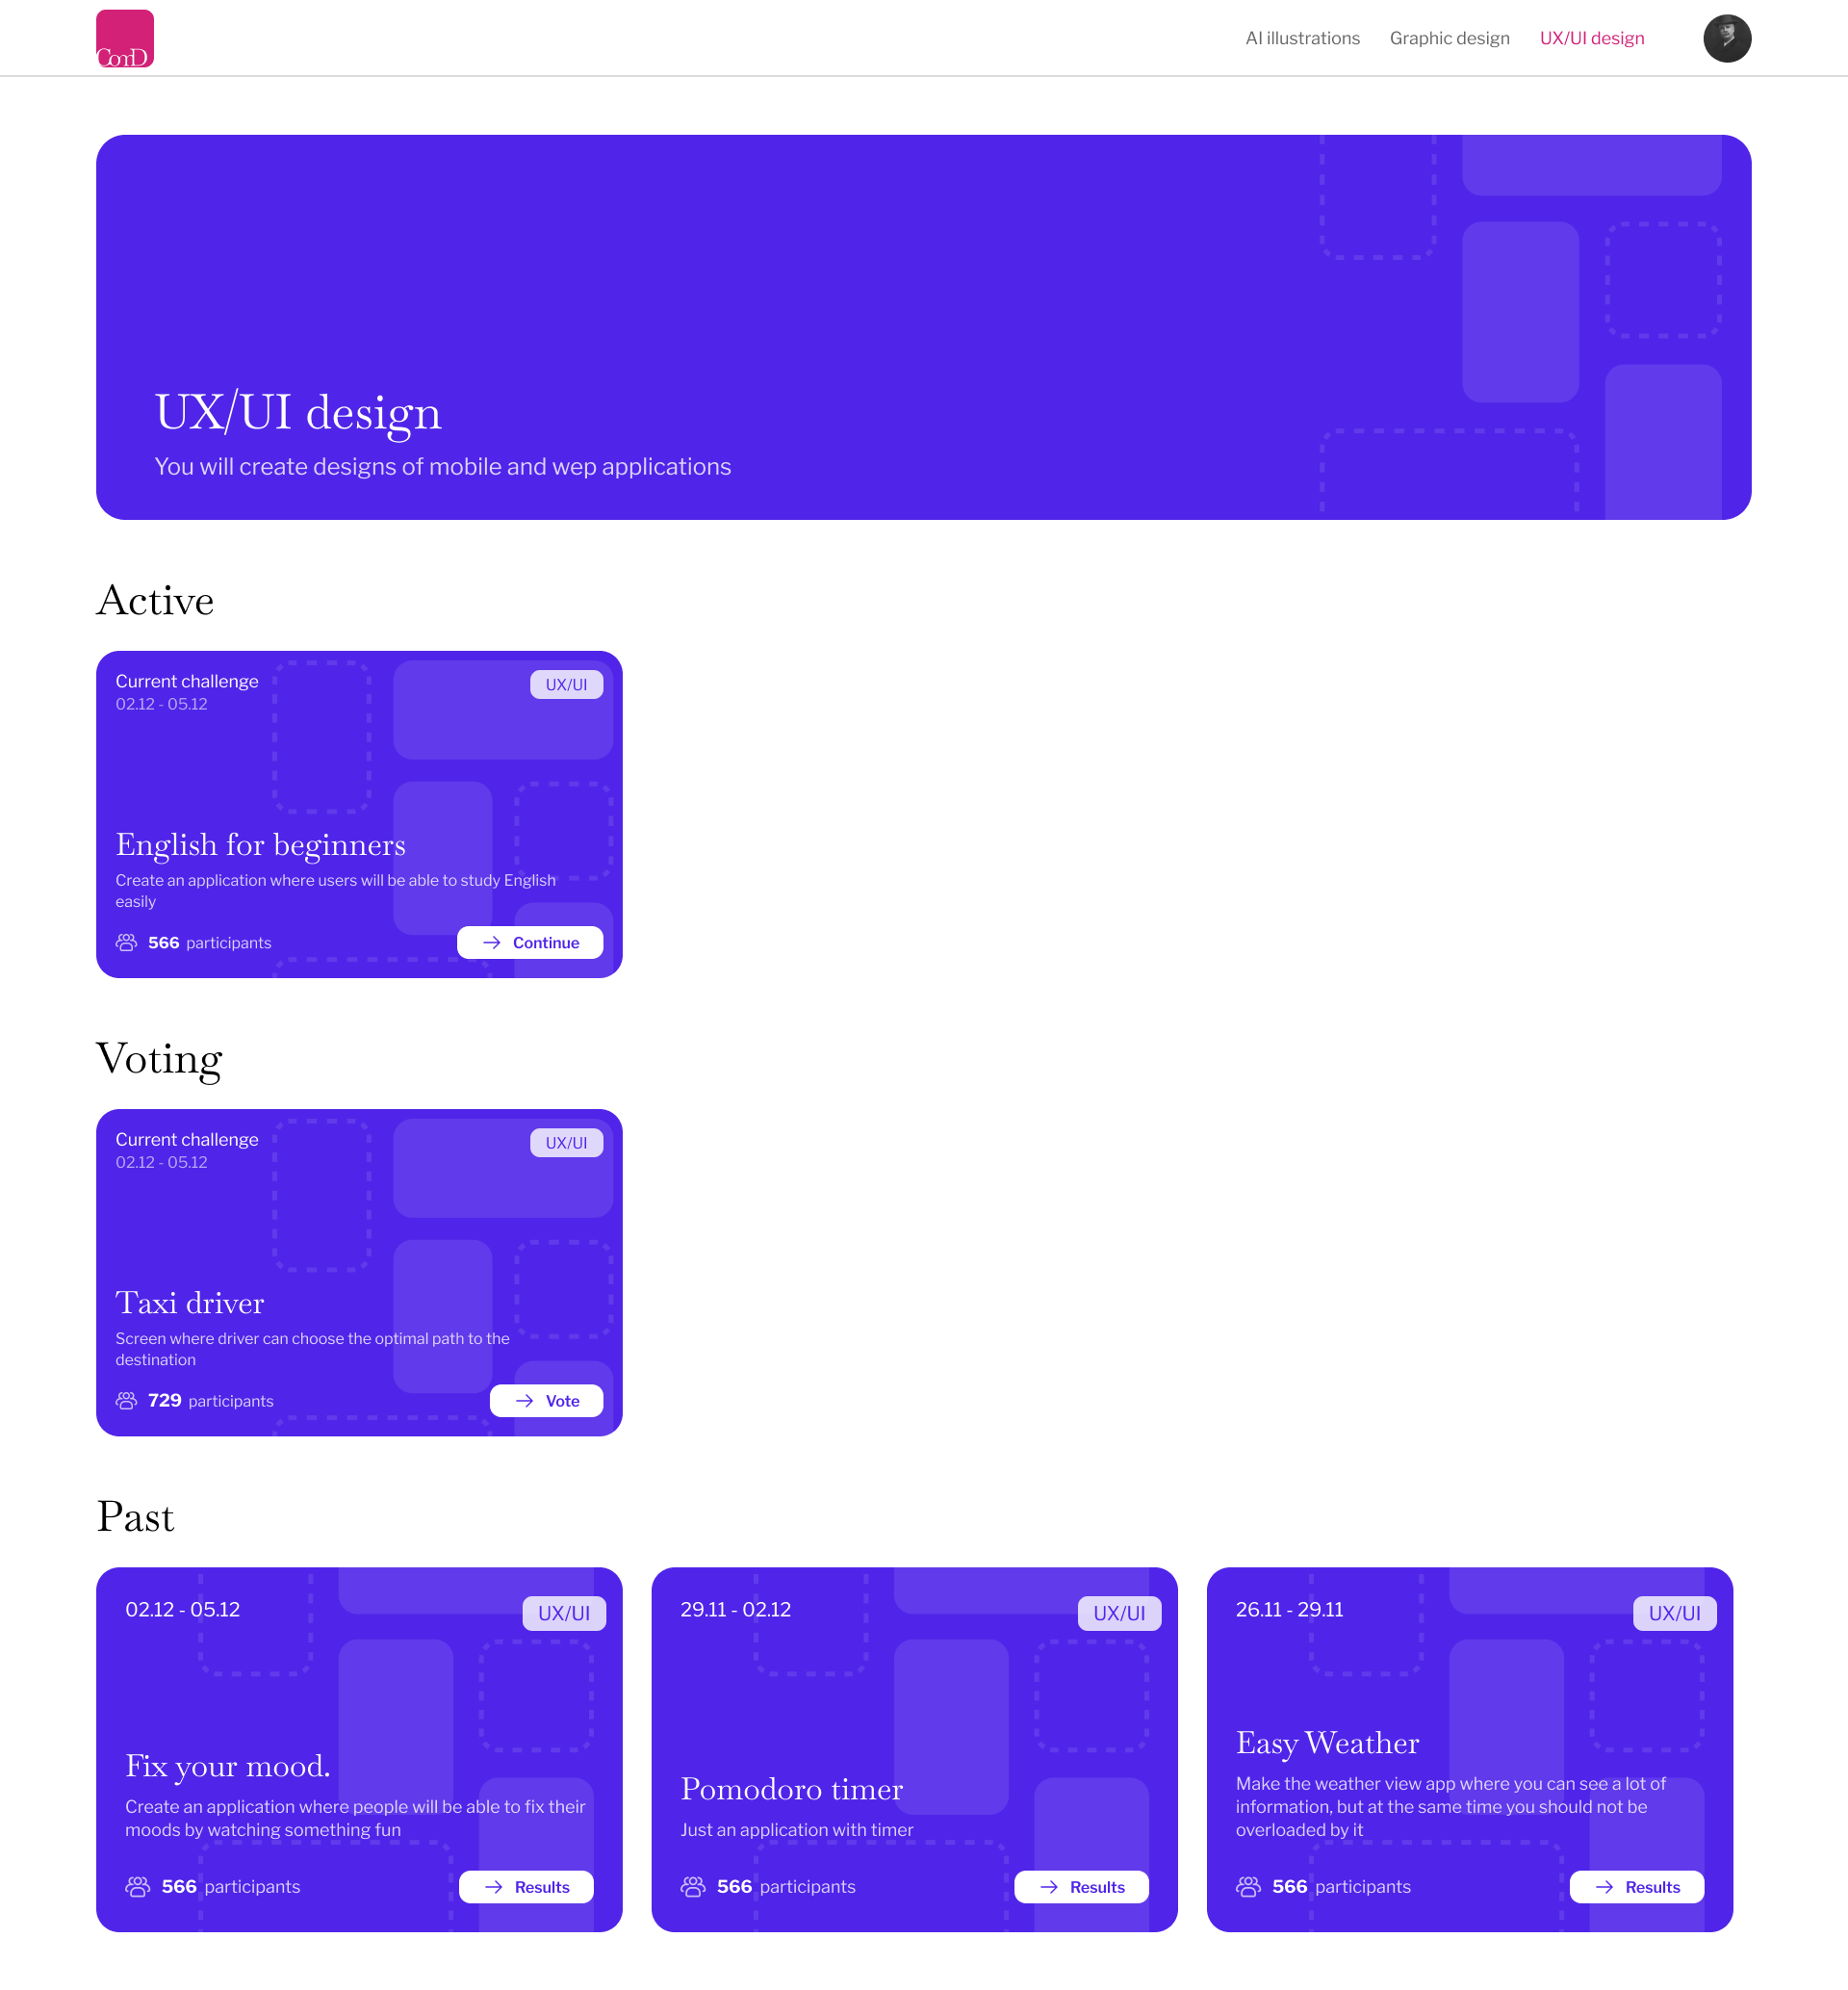 ConD
AI illustrations
Graphic design
UX/UI design
UX/UI design
You will create designs of mobile and wep applications
Active
Current challenge
02.12 - 05.12
UX/UI
English for beginners
Create an application where users will be able to study English
easily
566 participants
Continue
Voting
Current challenge
02.12 - 05.12
UX/UI
Taxi driver
Screen where driver can choose the optimal path to the
destination
729 participants
Vote
Past
02.12 - 05.12
UX/UI
Fix your mood.
Create an application where people will be able to fix their
moods by watching something fun
566 participants
Results
29.11 - 02.12
UX/UI
Pomodoro timer
Just an application with timer
566 participants
Results
26.11 - 29.11
UX/UI
Easy Weather
Make the weather view app where you can see a lot of
information, but at the same time you should not be
overloaded by it
566 participants
Results